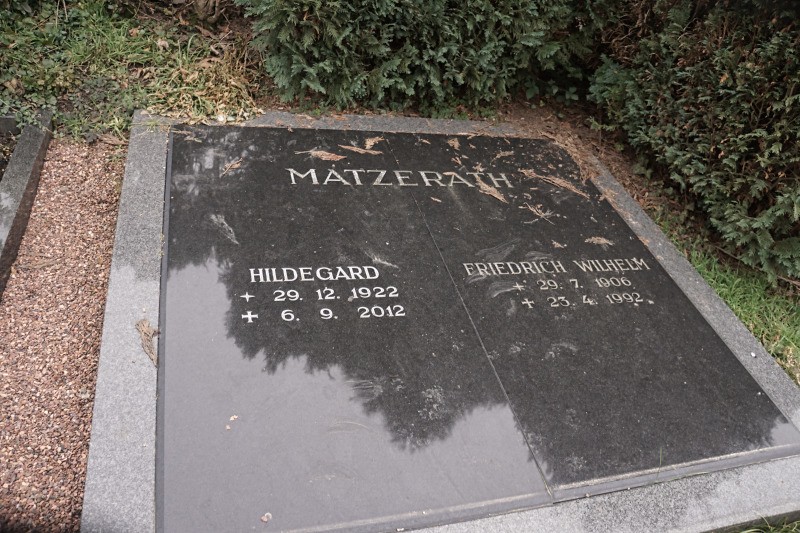 MATZERATH
HILDEGARD
✦ 29. 12. 1922
✝ 6. 9. 2012
FRIEDRICH WILHELM
✦ 29. 7. 1906
✝ 23. 4. 1992